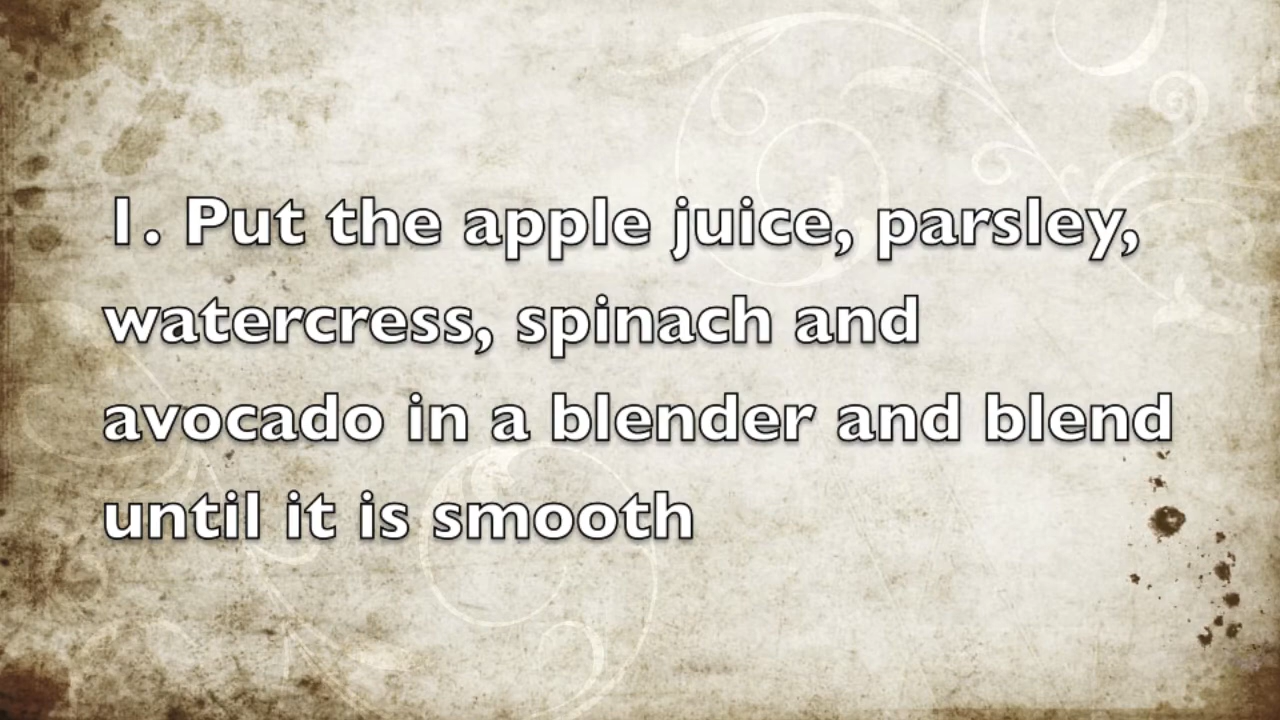 1. Put the apple juice, parsley,
watercress, spinach and
avocado in a blender and blend
until it is smooth